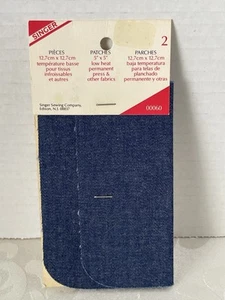 SINGER
2
PIÈCES
12,7cm x 12,7cm
température basse
pour tissus
infroissables
et autres
PATCHES
5" x 5"
low heat
permanent
press &
other fabrics
PARCHES
12,7cm x 12,7cm
baja temperatura
para telas de
planchado
permanente y otras
Singer Sewing Company,
Edison, N.J. 08837
00060